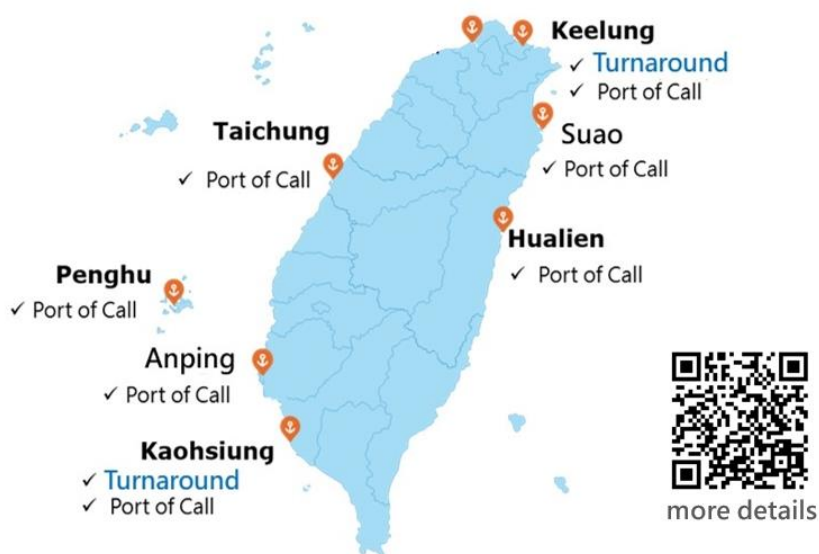 Keelung
✓ Turnaround
✓ Port of Call
Taichung
✓ Port of Call
Suao
✓ Port of Call
Hualien
✓ Port of Call
Penghu
✓ Port of Call
Anping
✓ Port of Call
Kaohsiung
✓ Turnaround
✓ Port of Call
more details